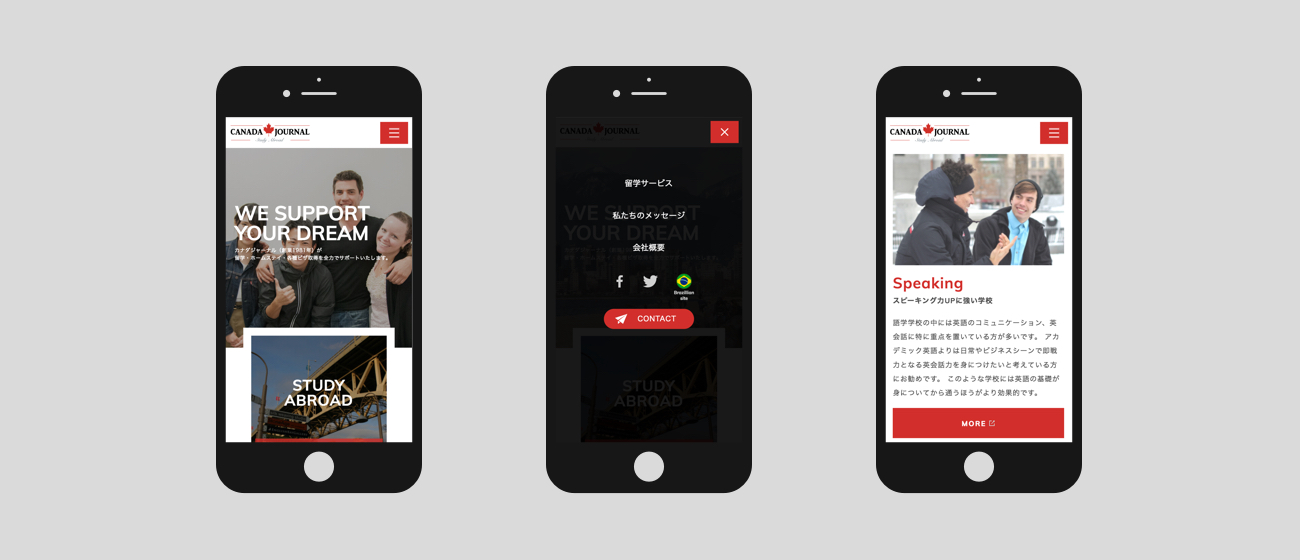 CANADA JOURNAL
Study Abroad
WE SUPPORT
YOUR DREAM
カナダジャーナル（創業1981年）が
留学・ホームステイ・各種ビザ取得を全力でサポートいたします。
STUDY
ABROAD
CANADA JOURNAL
留学サービス
私たちのメッセージ
WE SUPPORT
YOUR DREAM
会社概要
Brazilian
site
CONTACT
STUDY
ABROAD
CANADA JOURNAL
Study Abroad
Speaking
スピーキング力UPに強い学校
語学学校の中には英語のコミュニケーション、英
会話に特に重点を置いている方が多いです。 アカ
デミック英語よりは日常やビジネスシーンで即戦
力となる英会話力を身につけたいと考えている方
にお勧めです。 このような学校には英語の基礎が
身についてから通うほうがより効果的です。
MORE